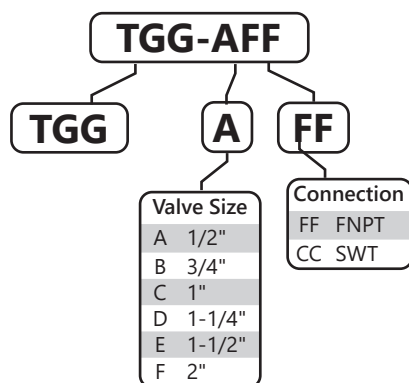 TGG-AFF
TGG
A
FF
Valve Size
A 1/2"
B 3/4"
C 1"
D 1-1/4"
E 1-1/2"
F 2"
Connection
FF FNPT
CC SWT